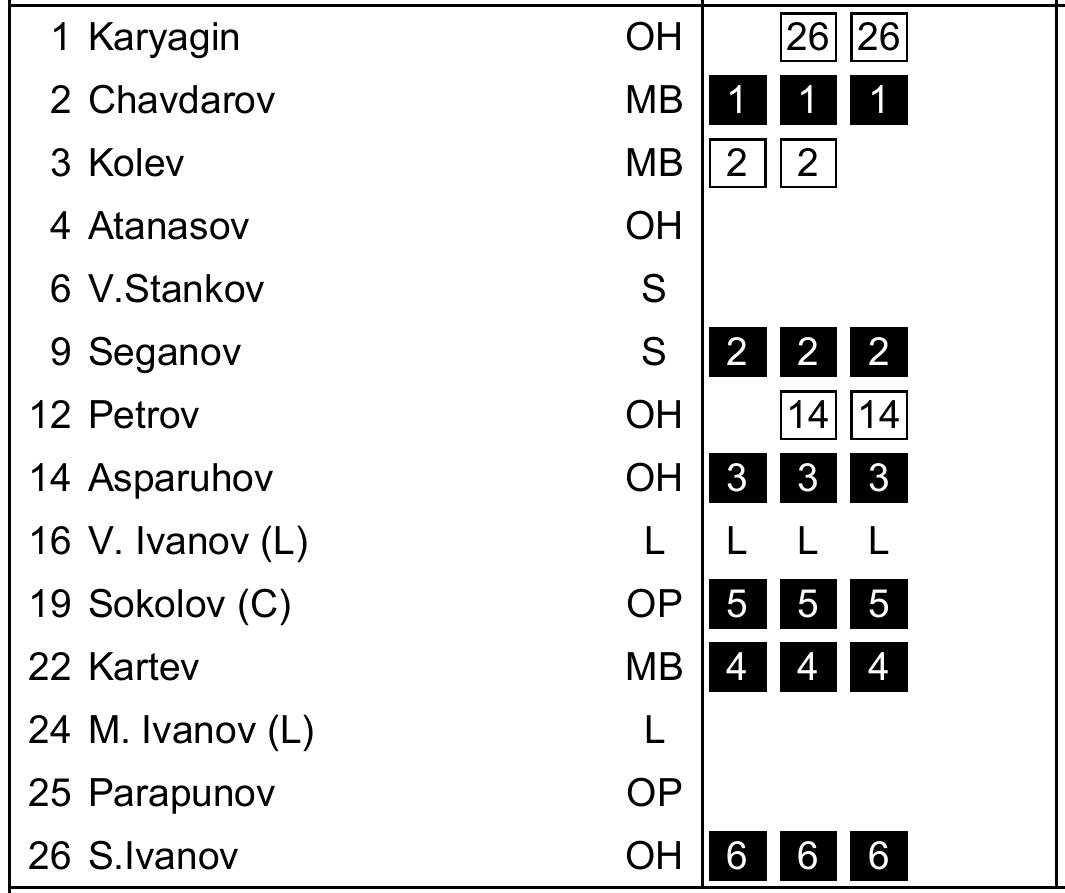 1 Karyagin OH 26 26
2 Chavdarov MB 1 1 1
3 Kolev MB 2 2
4 Atanasov OH
6 V.Stankov S
9 Seganov S 2 2 2
12 Petrov OH 14 14
14 Asparuhov OH 3 3 3
16 V. Ivanov (L) L L L L
19 Sokolov (C) OP 5 5 5
22 Kartev MB 4 4 4
24 M. Ivanov (L) L
25 Parapunov OP
26 S.Ivanov OH 6 6 6